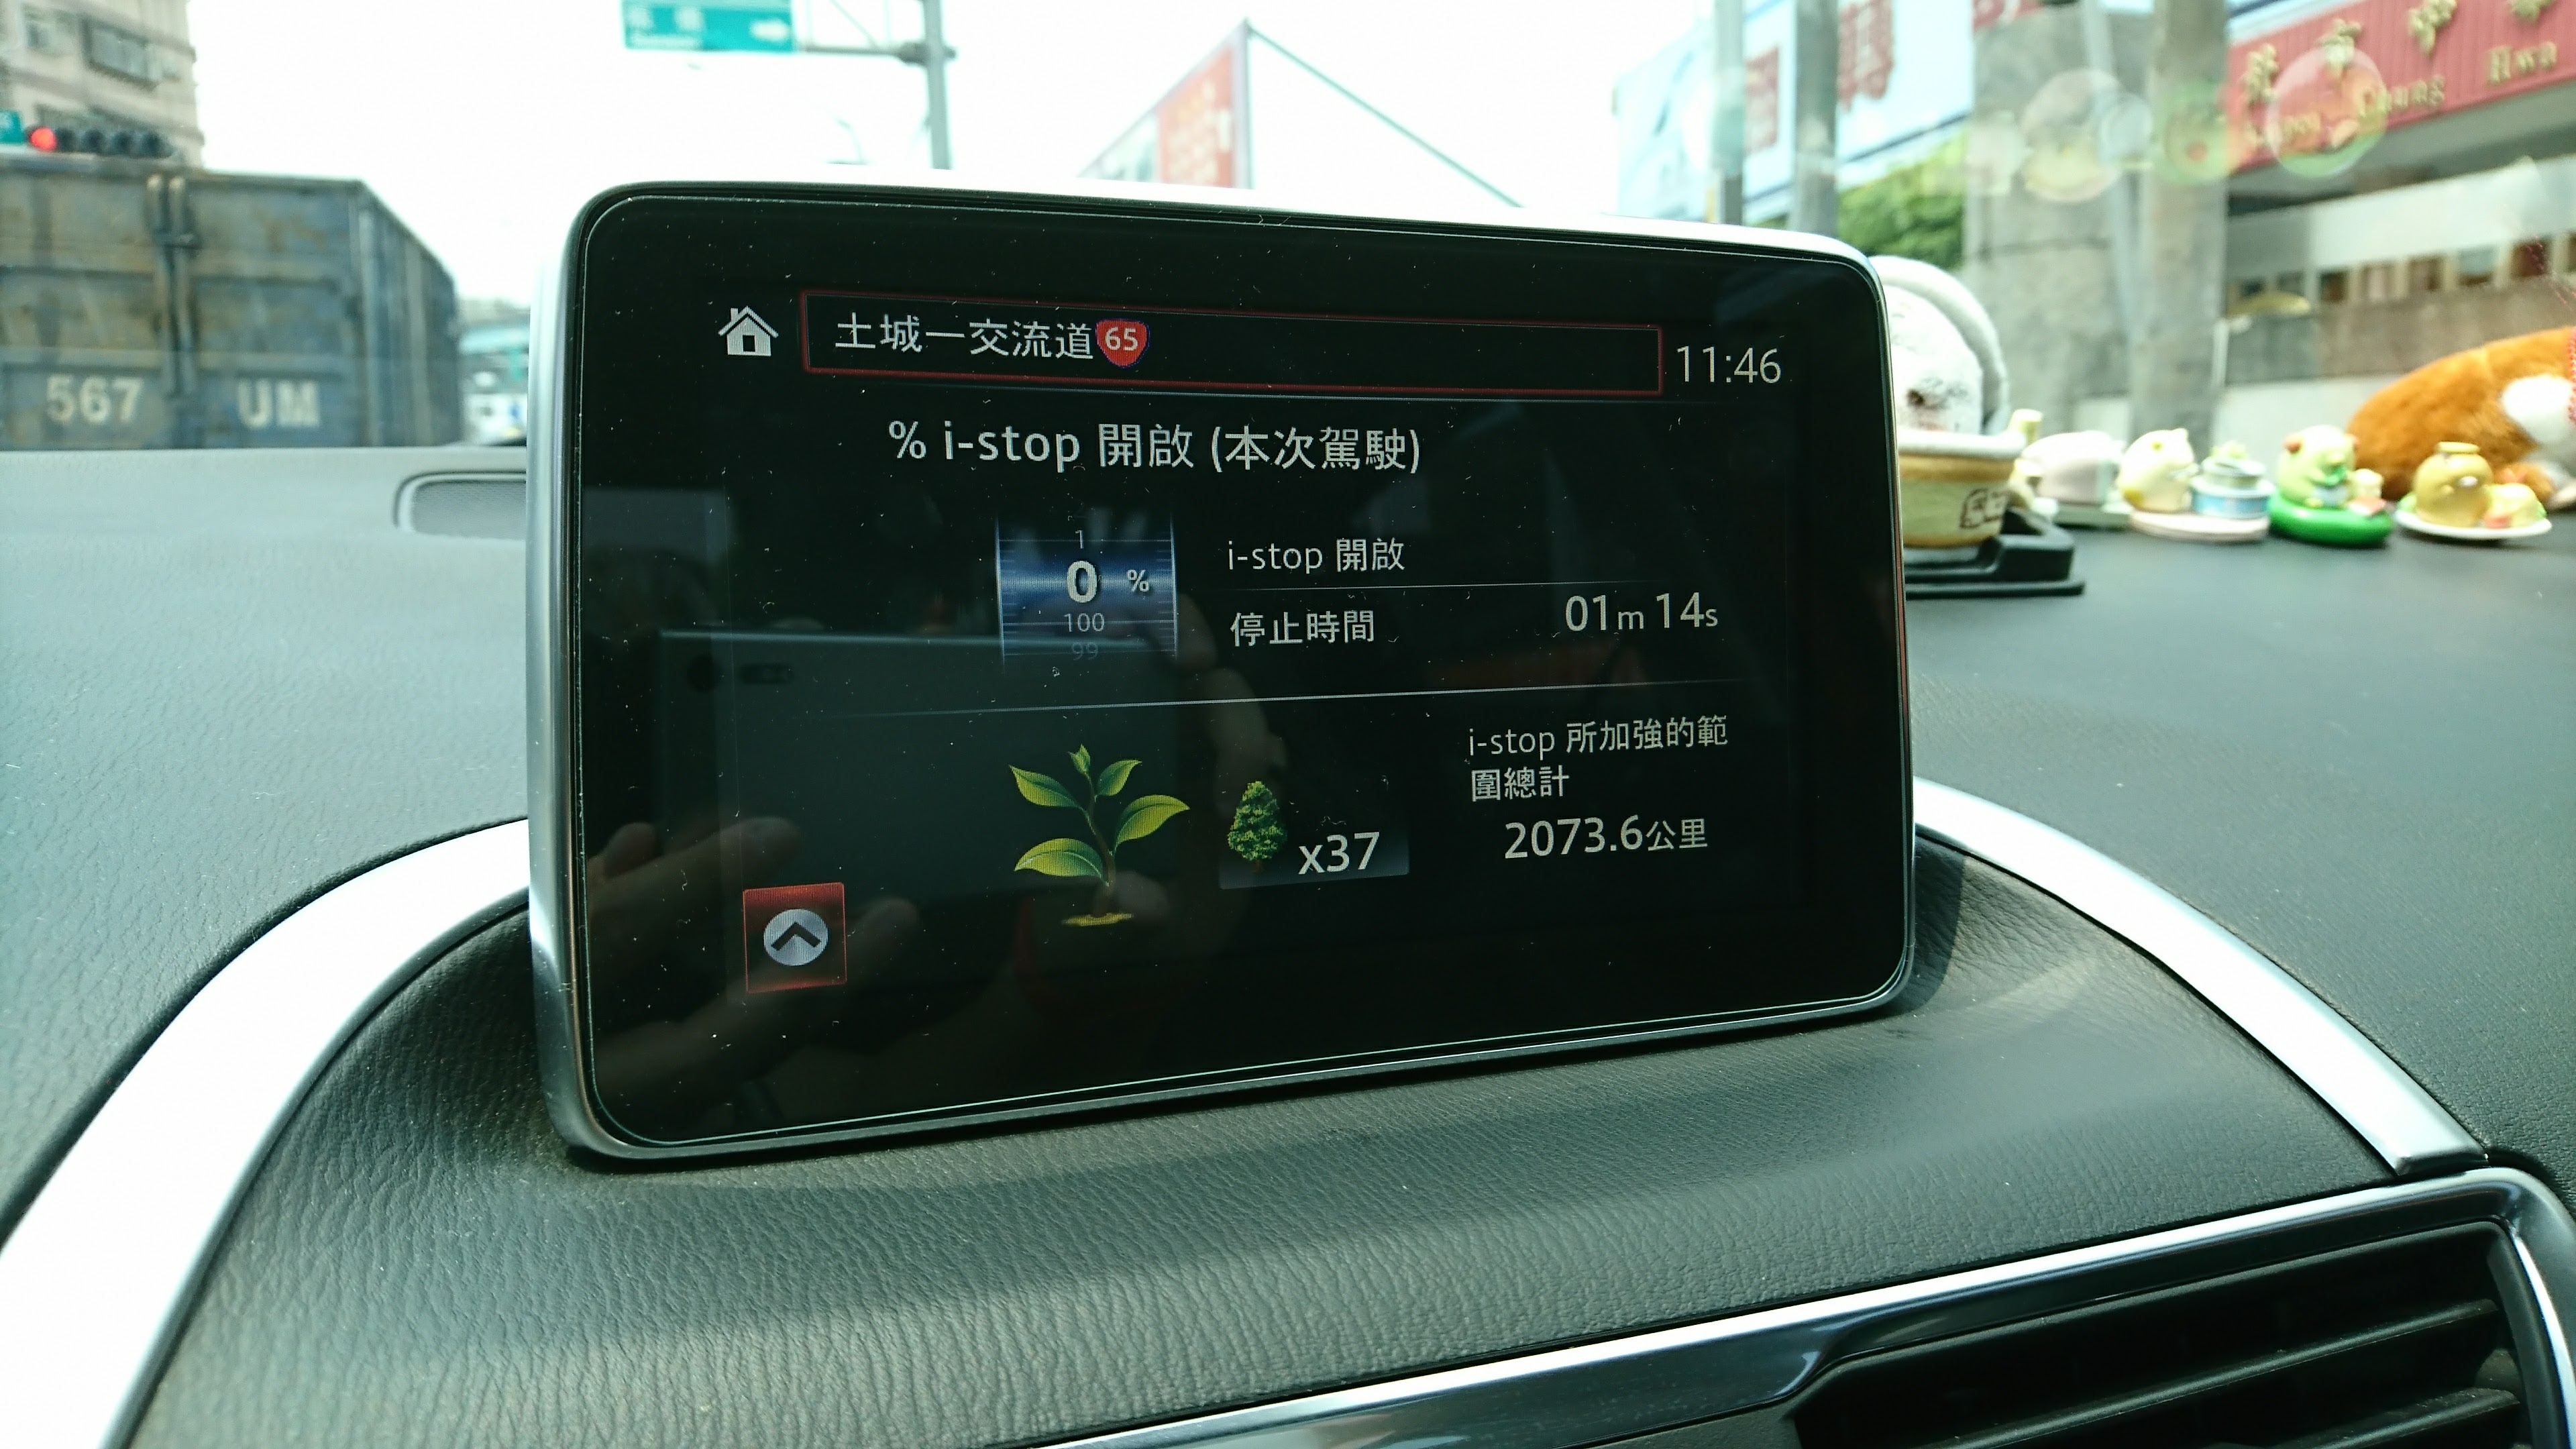 567 UM
土城一交流道 65
11:46
% i-stop 開啟 (本次駕駛)
1
0 %
100
99
i-stop 開啟
停止時間 01m 14s
x37
i-stop 所加強的範
圍總計
2073.6公里
Hwa